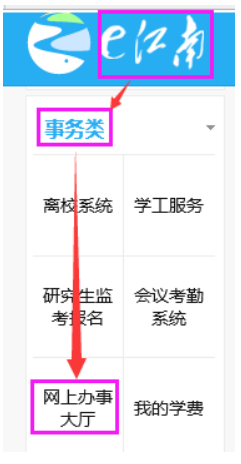 e江南
事务类
离校系统 学工服务
研究生监 会议考勤
考报名 系统
网上办事 我的学费
大厅